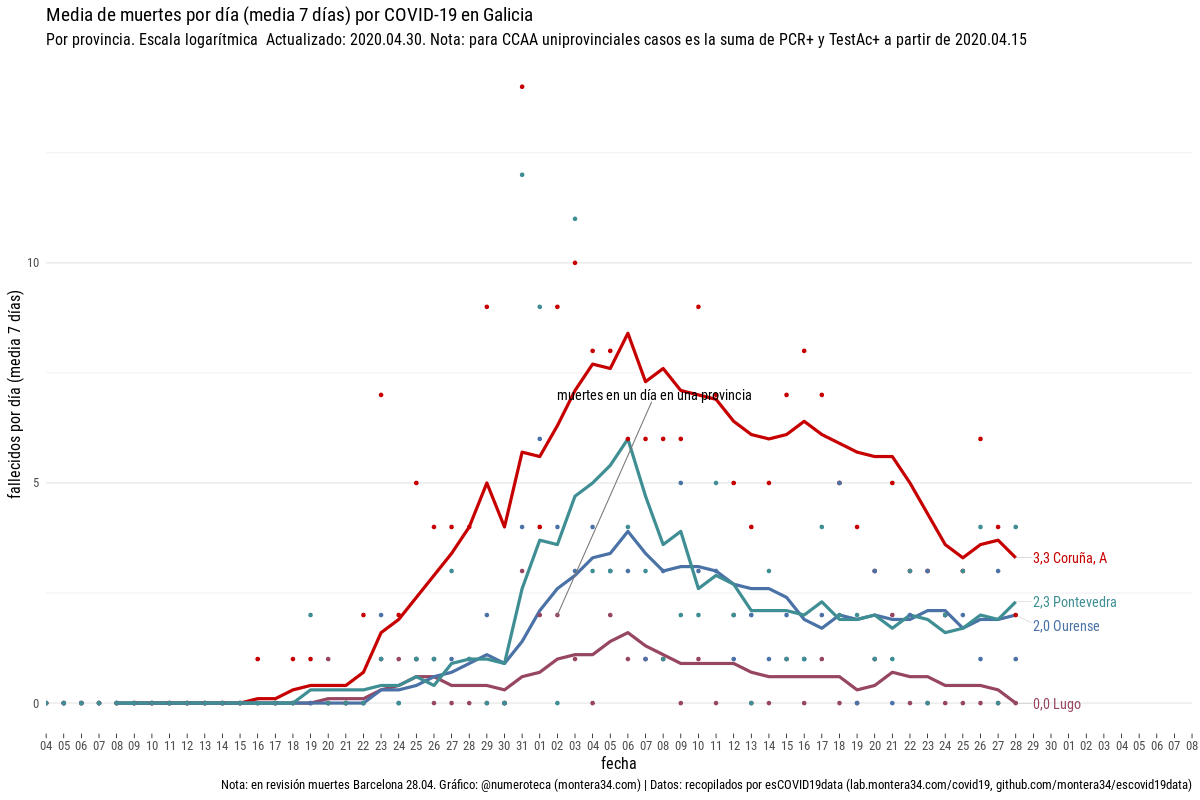 Media de muertes por día (media 7 días) por COVID-19 en Galicia
Por provincia. Escala logarítmica  Actualizado: 2020.04.30. Nota: para CCAA uniprovinciales casos es la suma de PCR+ y TestAc+ a partir de 2020.04.15
fallecidos por día (media 7 días)
10
5
0
muertes en un día en una provincia
3,3 Coruña, A
2,3 Pontevedra
2,0 Ourense
0,0 Lugo
04 05 06 07 08 09 10 11 12 13 14 15 16 17 18 19 20 21 22 23 24 25 26 27 28 29 30 31 01 02 03 04 05 06 07 08 09 10 11 12 13 14 15 16 17 18 19 20 21 22 23 24 25 26 27 28 29 30 01 02 03 04 05 06 07 08
fecha
Nota: en revisión muertes Barcelona 28.04. Gráfico: @numeroteca (montera34.com) | Datos: recopilados por esCOVID19data (lab.montera34.com/covid19, github.com/montera34/escovid19data)